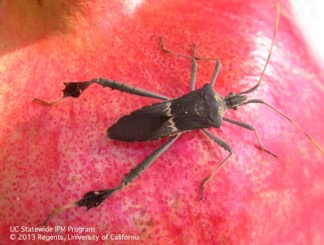 UC Statewide IPM Program
© 2013 Regents, University of California